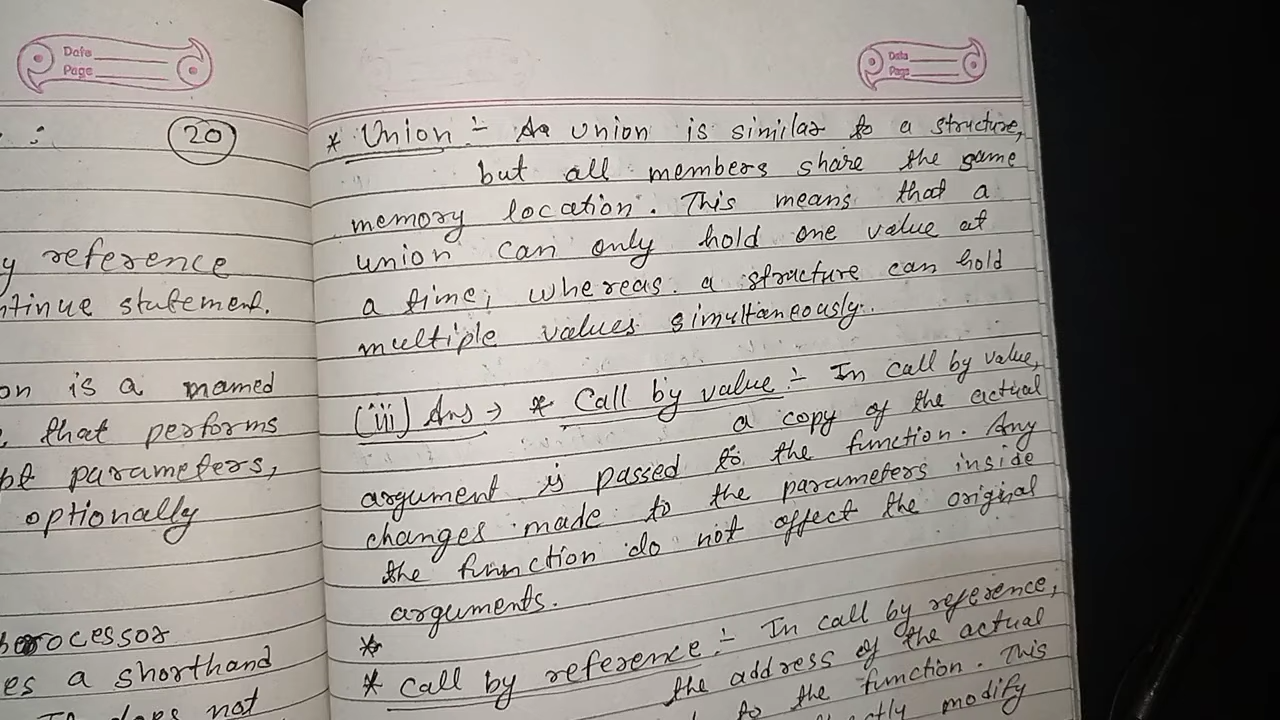 Date
Page
: 20
y reference
ntinue statement.
on is a named
that performs
pt parameters,
optionally
processor
es a shorthand
It does not
Date
Page
* Union :- A union is similar to a structure,
but all members share the same
memory location. This means that a
union can only hold one value at
a time, whereas a structure can hold
multiple values simultaneously.
(iii) Ans → * Call by value :- In call by value,
a copy of the actual
argument is passed to the function. Any
changes made to the parameters inside
the function do not affect the original
arguments.
*
* Call by reference :- In call by reference,
the address of the actual
to the function. This
modify